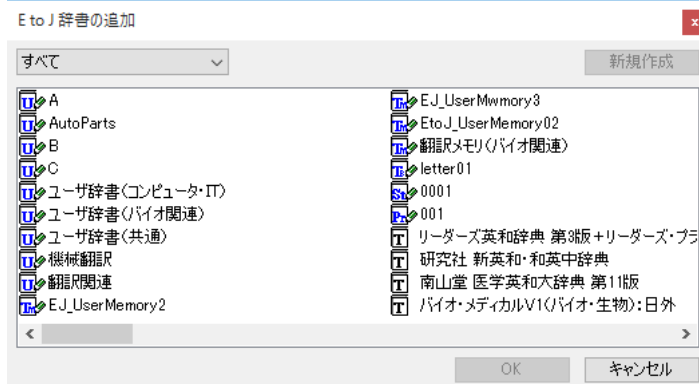 E to J 辞書の追加
x
すべて
新規作成
U A
U AutoParts
U B
U C
U ユーザ辞書(コンピュータ・IT)
U ユーザ辞書(バイオ関連)
U ユーザ辞書(共通)
U 機械翻訳
U 翻訳関連
Tm EJ_UserMemory2
Tm EJ_UserMwmory3
Tm EtoJ_UserMemory02
Tm 翻訳メモリ(バイオ関連)
letter01
St 0001
Pn 001
T リーダーズ英和辞典 第3版+リーダーズ・プラ
T 研究社 新英和・和英中辞典
T 南山堂 医学英和大辞典 第11版
T バイオ・メディカルV1(バイオ・生物):日外
OK
キャンセル